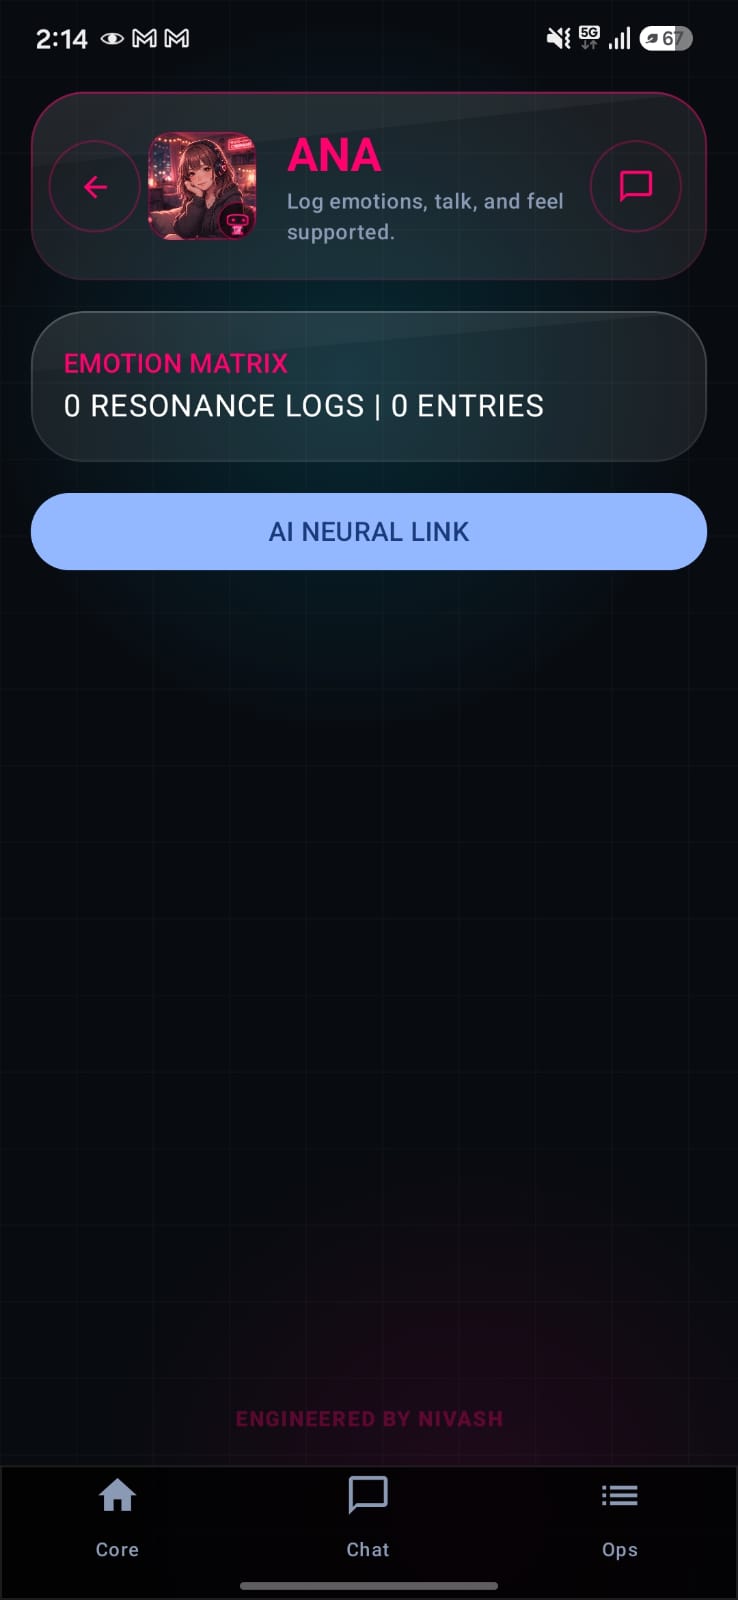 2:14
5G
67
ANA
Log emotions, talk, and feel
supported.
EMOTION MATRIX
0 RESONANCE LOGS | 0 ENTRIES
AI NEURAL LINK
ENGINEERED BY NIVASH
Core
Chat
Ops